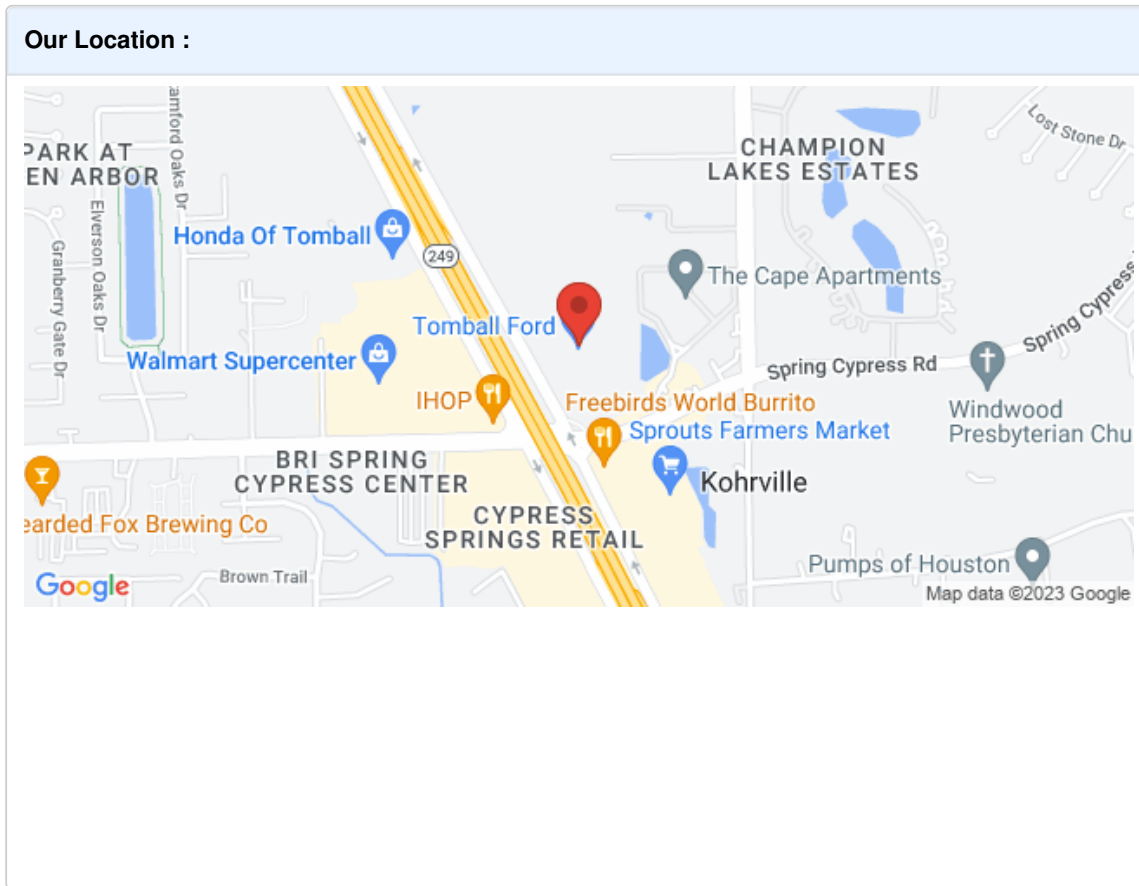 Our Location :
PARK AT
EN ARBOR
amford Oaks Dr
Elverson Oaks Dr
Granberry Gate Dr
Honda Of Tomball
249
CHAMPION
LAKES ESTATES
Lost Stone Dr
The Cape Apartments
Tomball Ford
Walmart Supercenter
IHOP
Freebirds World Burrito
Sprouts Farmers Market
Spring Cypress Rd
Spring Cypress
Windwood
Presbyterian Chu
BRI SPRING
CYPRESS CENTER
Kohrville
CYPRESS
SPRINGS RETAIL
earded Fox Brewing Co
Brown Trail
Pumps of Houston
Google
Map data ©2023 Google